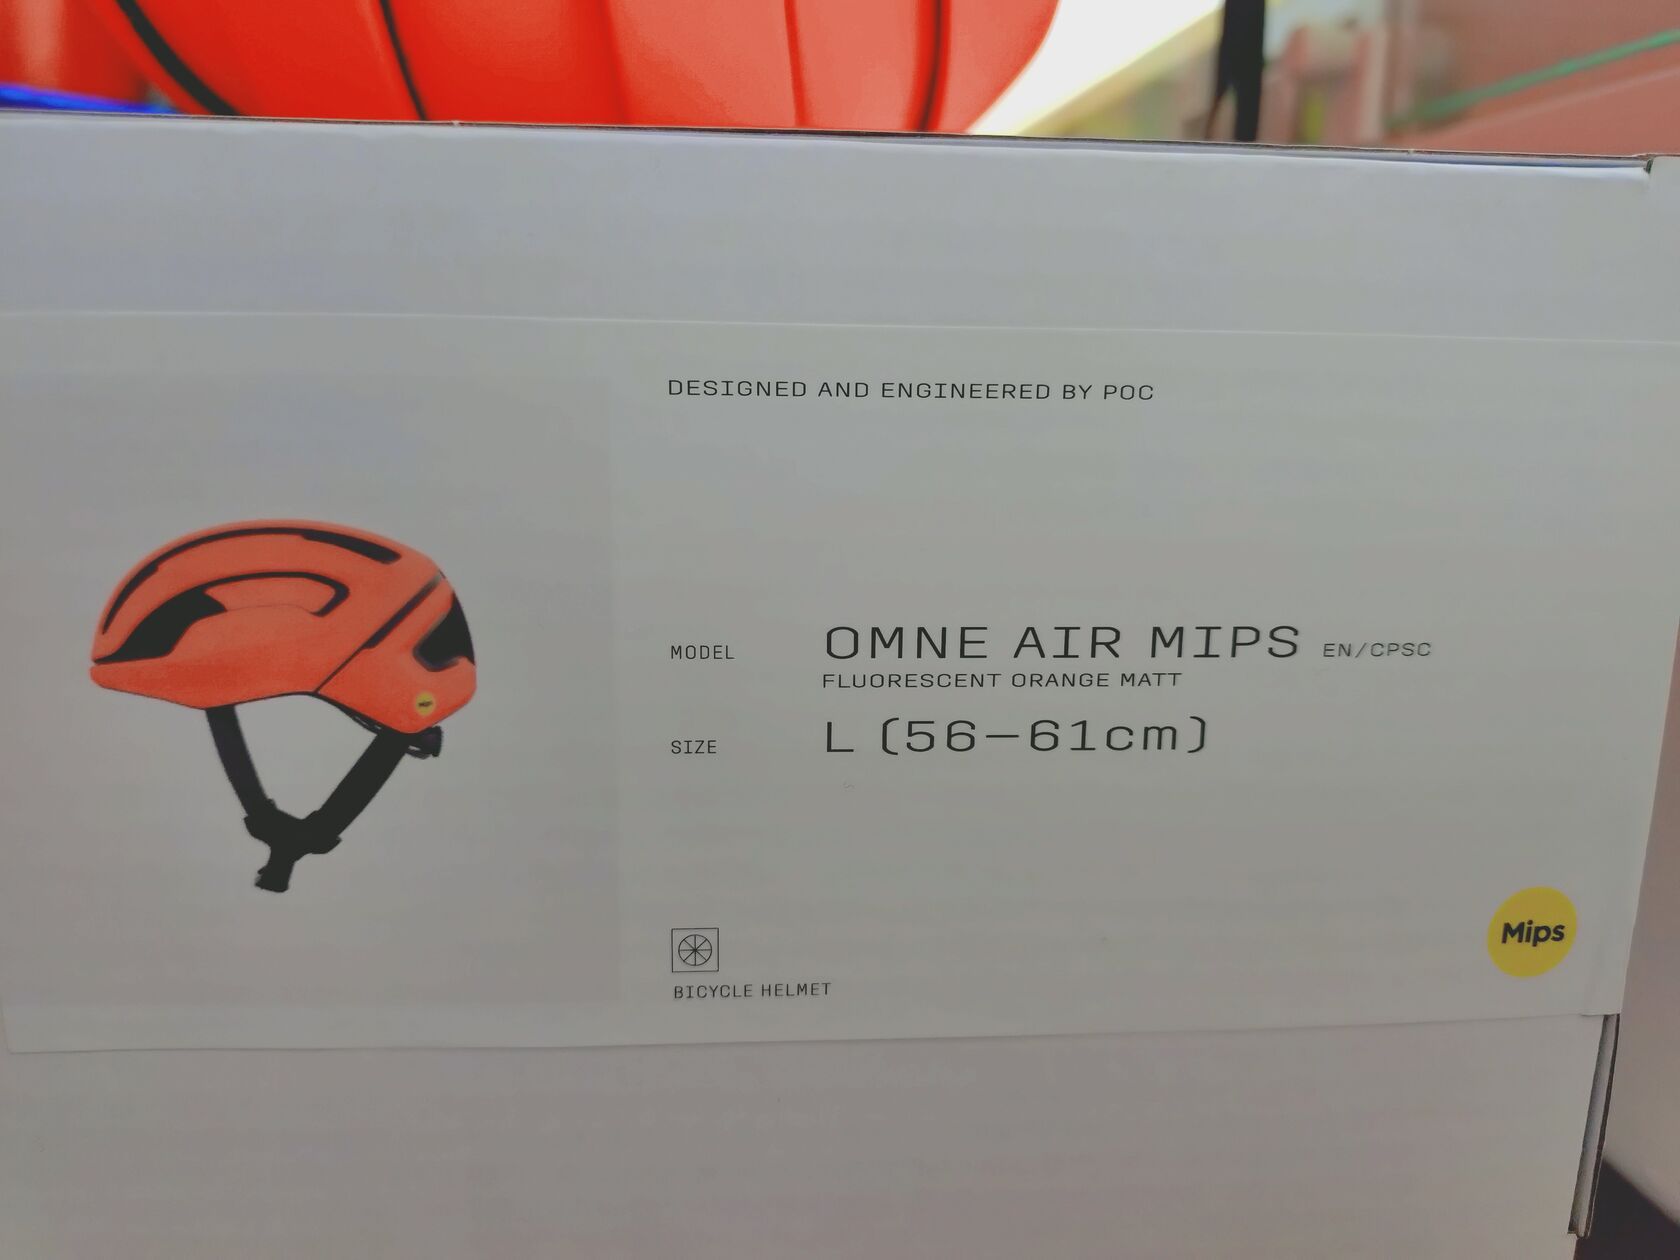 DESIGNED AND ENGINEERED BY POC
MODEL OMNE AIR MIPS EN/CPSC
FLUORESCENT ORANGE MATT
SIZE L (56–61cm)
BICYCLE HELMET
Mips